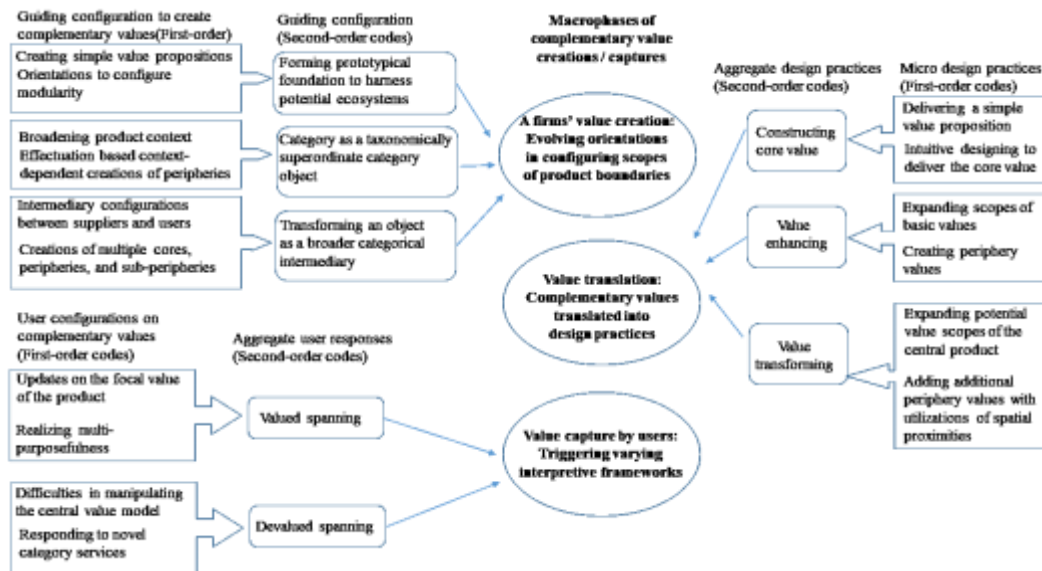 Guiding configuration to create
complementary values(First-order)
Creating simple value propositions
Orientations to configure
modularity
Broadening product context
Effectuation based context-
dependent creations of peripheries
Intermediary configurations
between suppliers and users
Creations of multiple cores,
peripheries, and sub-peripheries
Guiding configuration
(Second-order codes)
Forming prototypical
foundation to harness
potential ecosystems
Category as a taxonomically
superordinate category
object
Transforming an object
as a broader categorical
intermediary
Macrophases of
complementary value
creations / captures
A firms' value creation:
Evolving orientations
in configuring scopes
of product boundaries
Value translation:
Complementary values
translated into
design practices
Value capture by users:
Triggering varying
interpretive frameworks
Aggregate design practices
(Second-order codes)
Constructing
core value
Value
enhancing
Value
transforming
Micro design practices
(First-order codes)
Delivering a simple
value proposition
Intuitive designing to
deliver the core value
Expanding scopes of
basic values
Creating periphery
values
Expanding potential
value scopes of the
central product
Adding additional
periphery values with
utilizations of spatial
proximities
User configurations on
complementary values
(First-order codes)
Updates on the focal value
of the product
Realizing multi-
purposefulness
Difficulties in manipulating
the central value model
Responding to novel
category services
Aggregate user responses
(Second-order codes)
Valued spanning
Devalued spanning